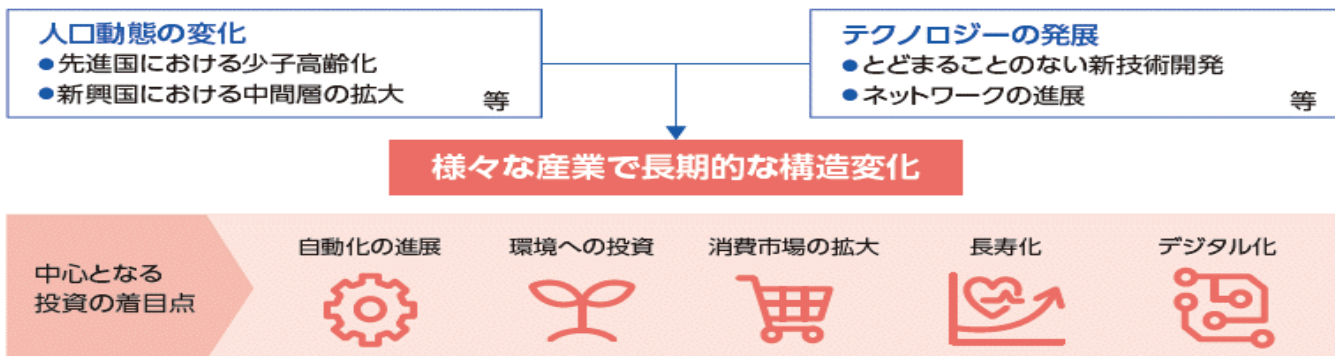 人口動態の変化
●先進国における少子高齢化
●新興国における中間層の拡大 等
テクノロジーの発展
●とどまることのない新技術開発
●ネットワークの進展 等
様々な産業で長期的な構造変化
中心となる
投資の着目点
自動化の進展 環境への投資 消費市場の拡大 長寿化 デジタル化